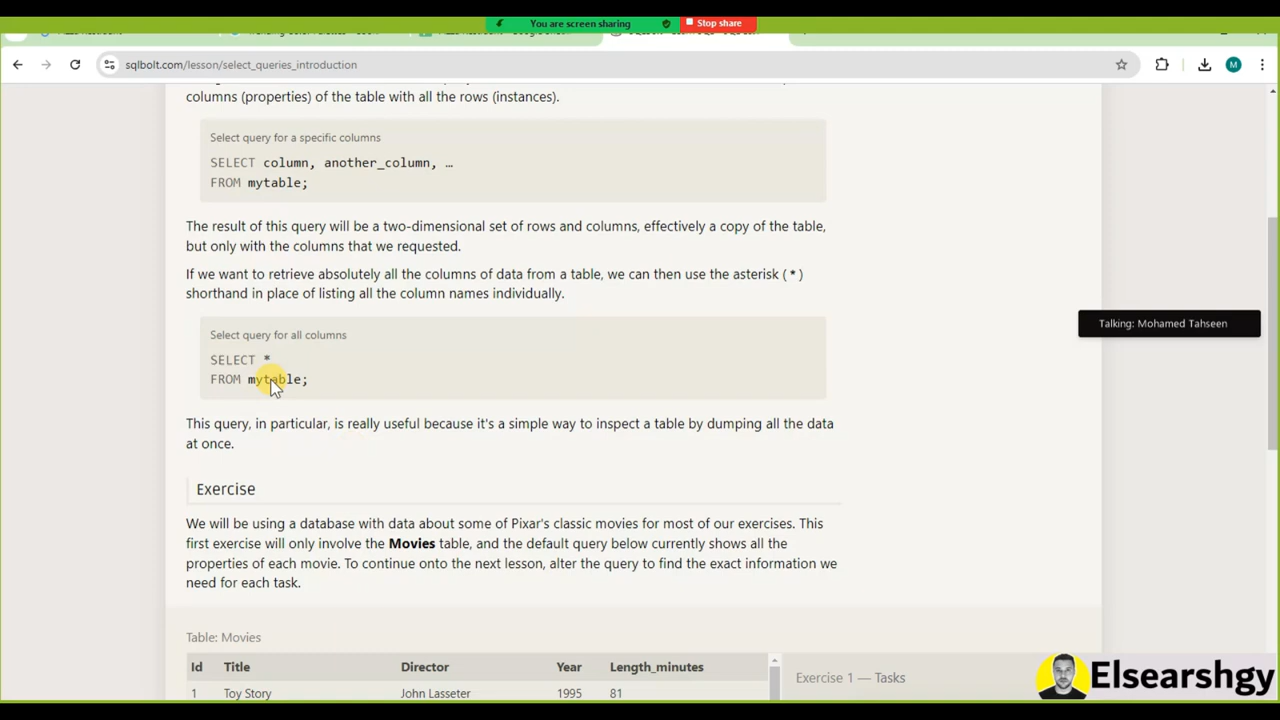 You are screen sharing
Stop share
sqlbolt.com/lesson/select_queries_introduction
M
columns (properties) of the table with all the rows (instances).
Select query for a specific columns
SELECT column, another_column, …
FROM mytable;
The result of this query will be a two-dimensional set of rows and columns, effectively a copy of the table,
but only with the columns that we requested.
If we want to retrieve absolutely all the columns of data from a table, we can then use the asterisk (*)
shorthand in place of listing all the column names individually.
Talking: Mohamed Tahseen
Select query for all columns
SELECT *
FROM mytable;
This query, in particular, is really useful because it's a simple way to inspect a table by dumping all the data
at once.
Exercise
We will be using a database with data about some of Pixar's classic movies for most of our exercises. This
first exercise will only involve the Movies table, and the default query below currently shows all the
properties of each movie. To continue onto the next lesson, alter the query to find the exact information we
need for each task.
Table: Movies
Id Title Director Year Length_minutes
1 Toy Story John Lasseter 1995 81
Exercise 1 — Tasks
Elsearshgy